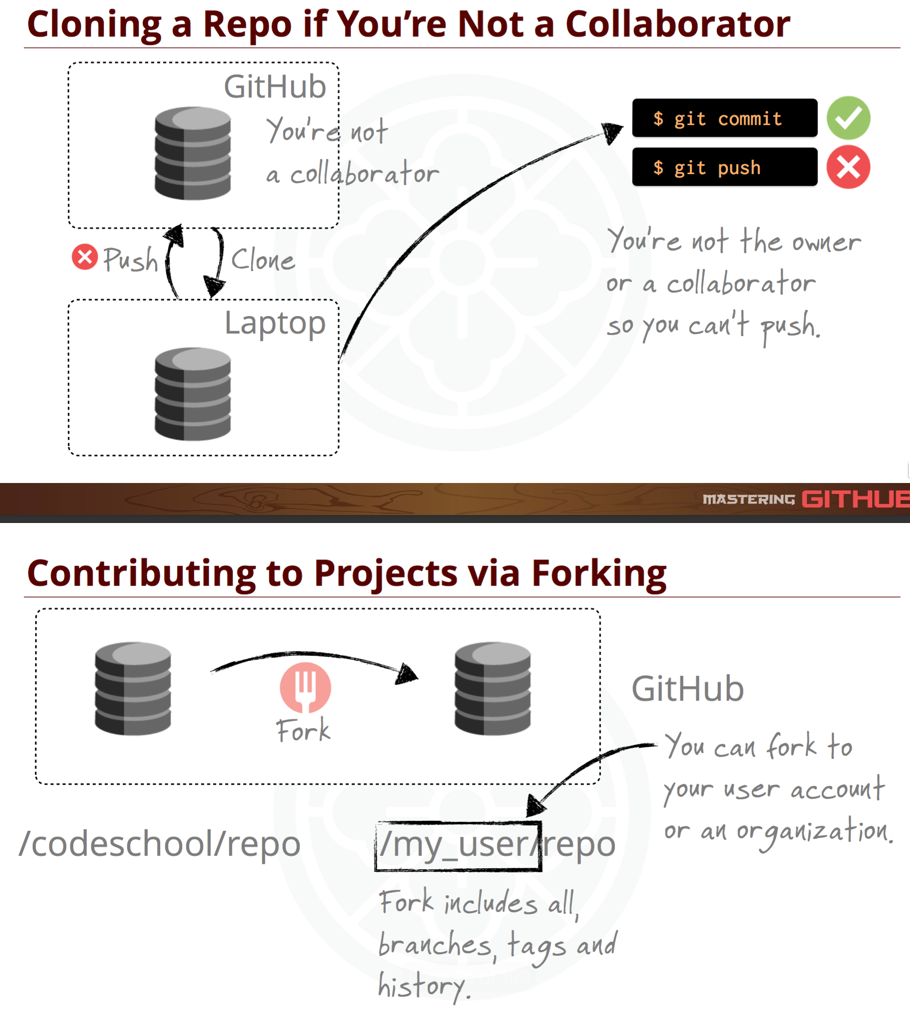 Cloning a Repo if You’re Not a Collaborator
GitHub
You're not
a collaborator
Push
Clone
Laptop
$ git commit
$ git push
You're not the owner
or a collaborator
so you can't push.
MASTERING GITHUB
Contributing to Projects via Forking
Fork
GitHub
You can fork to
your user account
or an organization.
/codeschool/repo
/my_user/repo
Fork includes all,
branches, tags and
history.